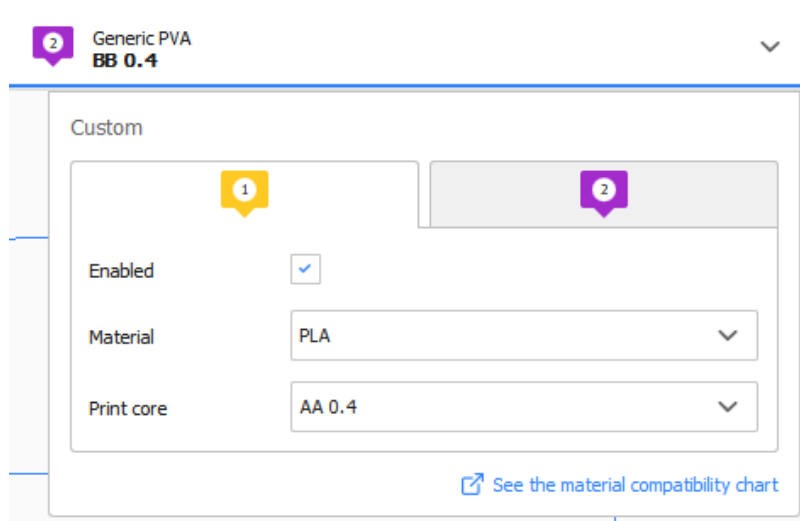 2
Generic PVA
BB 0.4
Custom
1
2
Enabled
Material
PLA
Print core
AA 0.4
See the material compatibility chart